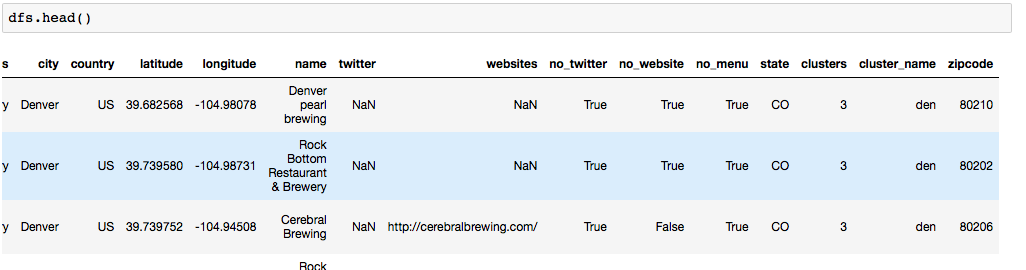 dfs.head()
s city country latitude longitude name twitter websites no_twitter no_website no_menu state clusters cluster_name zipcode
y Denver US 39.682568 -104.98078 Denver pearl brewing NaN NaN True True True CO 3 den 80210
y Denver US 39.739580 -104.98731 Rock Bottom Restaurant & Brewery NaN NaN True True True CO 3 den 80202
y Denver US 39.739752 -104.94508 Cerebral Brewing NaN http://cerebralbrewing.com/ True False True CO 3 den 80206
Rock